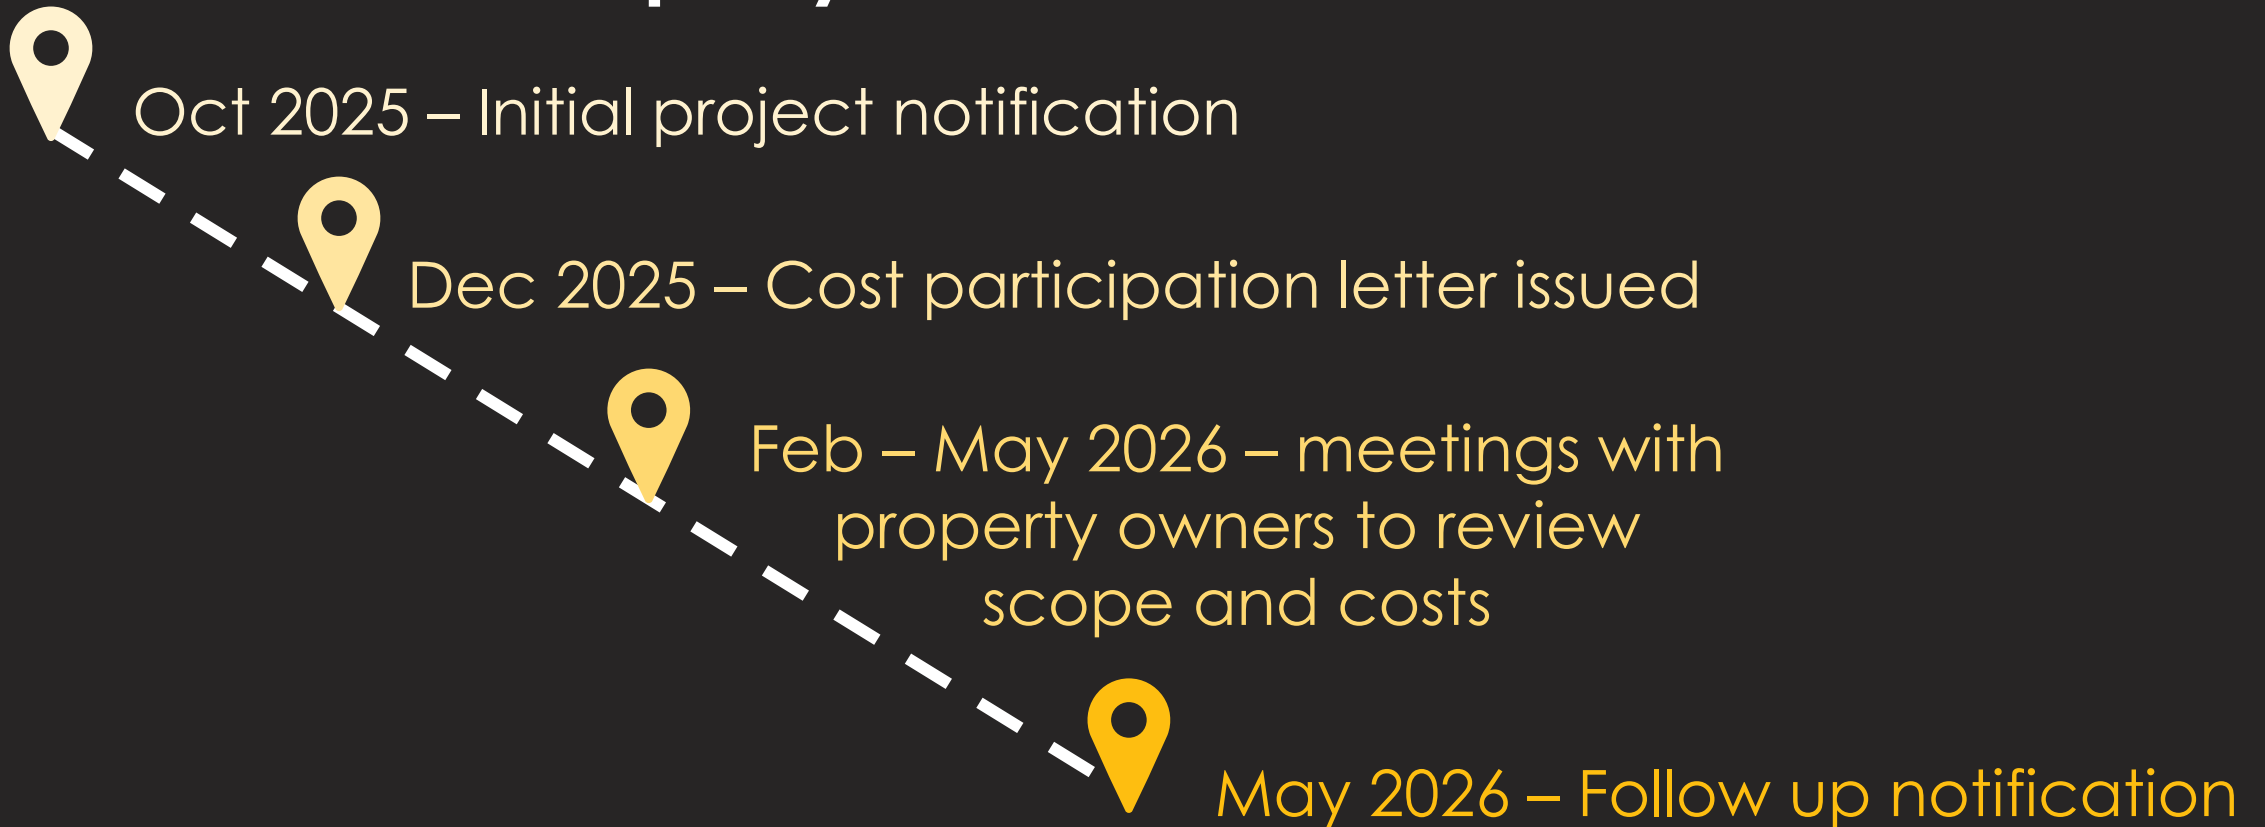 Oct 2025 – Initial project notification
Dec 2025 – Cost participation letter issued
Feb – May 2026 – meetings with
property owners to review
scope and costs
May 2026 – Follow up notification